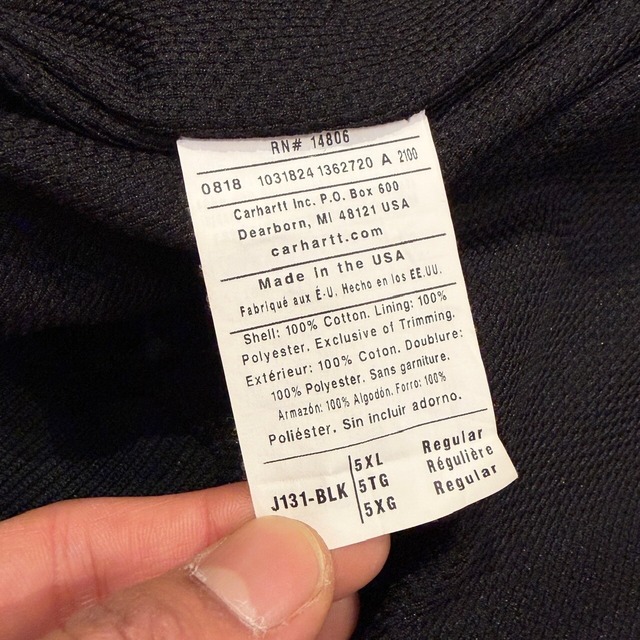 RN# 14806
0818 1031824 1362720 A 2100
Carhartt Inc. P.O. Box 600
Dearborn, MI 48121 USA
carhartt.com
Made in the USA
Fabriqué aux É-U. Hecho en los EE.UU.
Shell: 100% Cotton. Lining: 100%
Polyester. Exclusive of Trimming.
Extérieur: 100% Coton. Doublure:
100% Polyester. Sans garniture.
Armazón: 100% Algodón. Forro: 100%
Poliéster. Sin incluir adorno.
J131-BLK
5XL Regular
5TG Régulière
5XG Regular